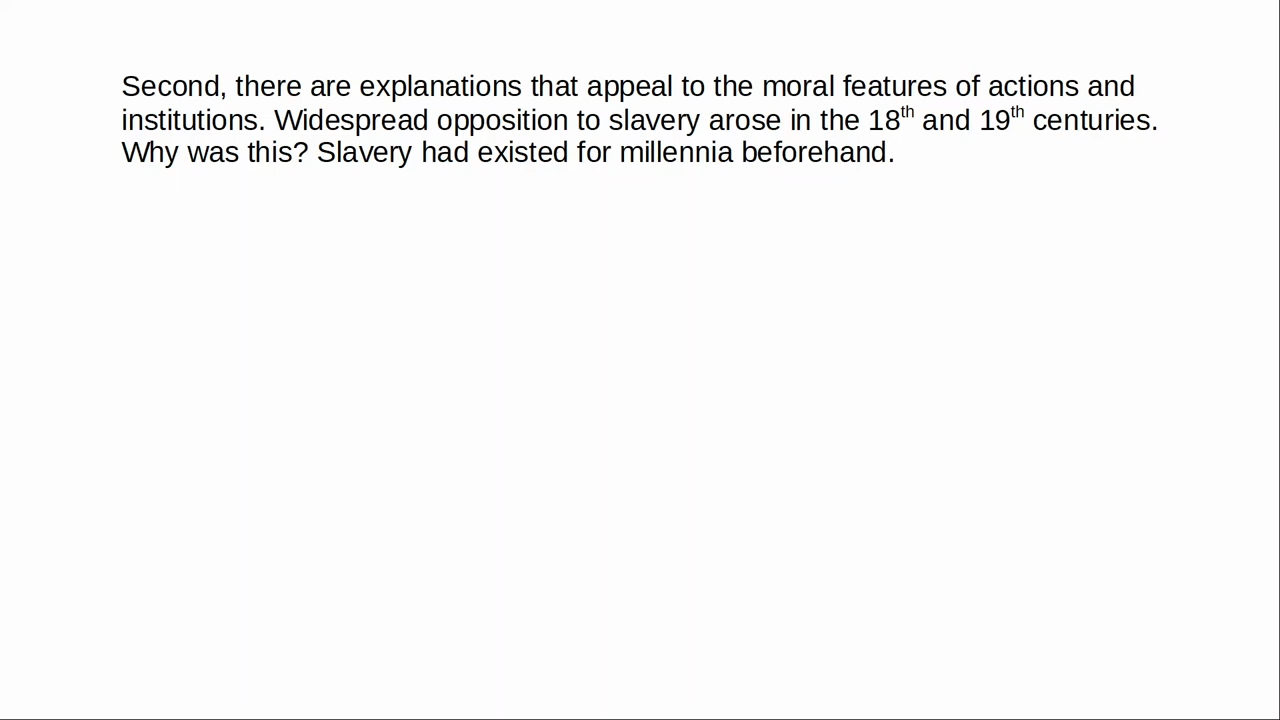 Second, there are explanations that appeal to the moral features of actions and
institutions. Widespread opposition to slavery arose in the 18th and 19th centuries.
Why was this? Slavery had existed for millennia beforehand.